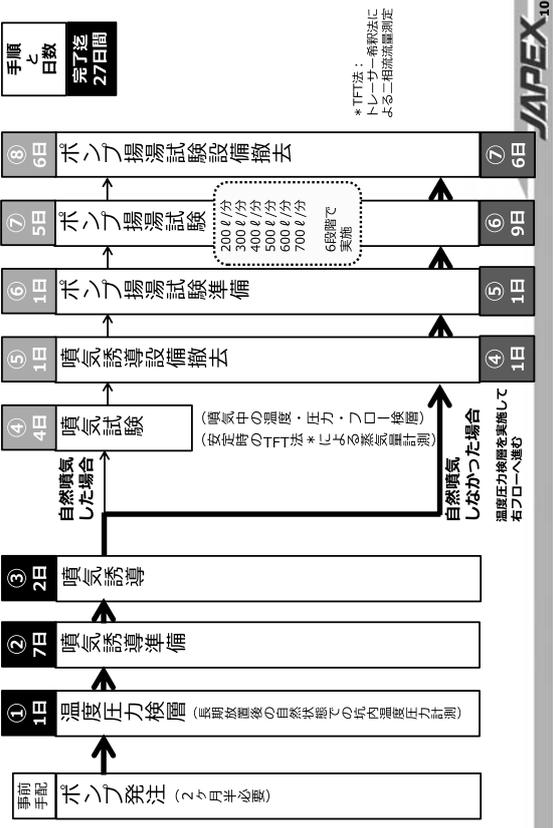 手順
と
日数
完了迄
27日間
事前
手配
ポンプ発注(2ヶ月半必要)
①
1日
温度圧力検層(長期放置後の自然状態での坑内温度圧力計測)
②
7日
噴気誘導準備
③
2日
噴気誘導
自然噴気
した場合
④
4日
噴気試験
(噴気中の温度・圧力・フロー検層)
(安定時のTFT法*による蒸気量計測)
⑤
1日
噴気誘導設備撤去
⑥
1日
ポンプ揚湯試験準備
⑦
5日
ポンプ揚湯試験
200ℓ/分
300ℓ/分
400ℓ/分
500ℓ/分
600ℓ/分
700ℓ/分
6段階で
実施
⑧
6日
ポンプ揚湯試験設備撤去
*TFT法:
トレーサー希釈法に
よる二相流流量測定
自然噴気
しなかった場合
温度圧力検層を実施して
右フローへ進む
④
1日
⑤
1日
⑥
9日
⑦
6日
JAPEX
10